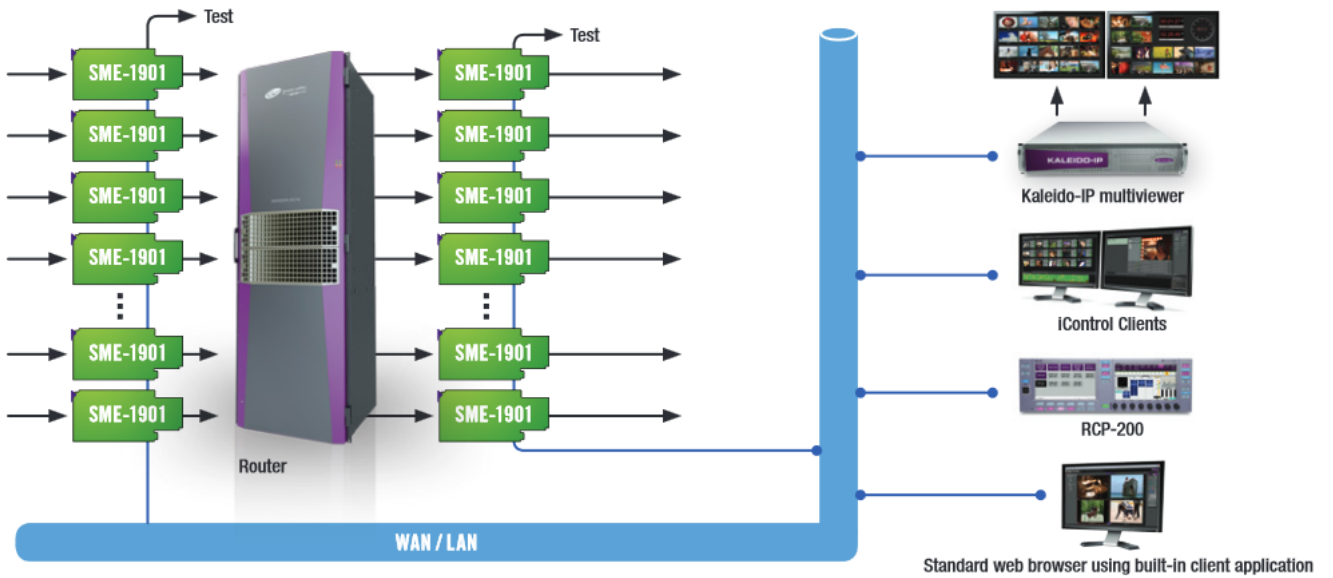 Test
Test
SME-1901
SME-1901
SME-1901
SME-1901
SME-1901
SME-1901
SME-1901
SME-1901
SME-1901
SME-1901
SME-1901
SME-1901
Router
WAN / LAN
KALEIDO-IP
Kaleido-IP multiviewer
iControl Clients
RCP-200
Standard web browser using built-in client application